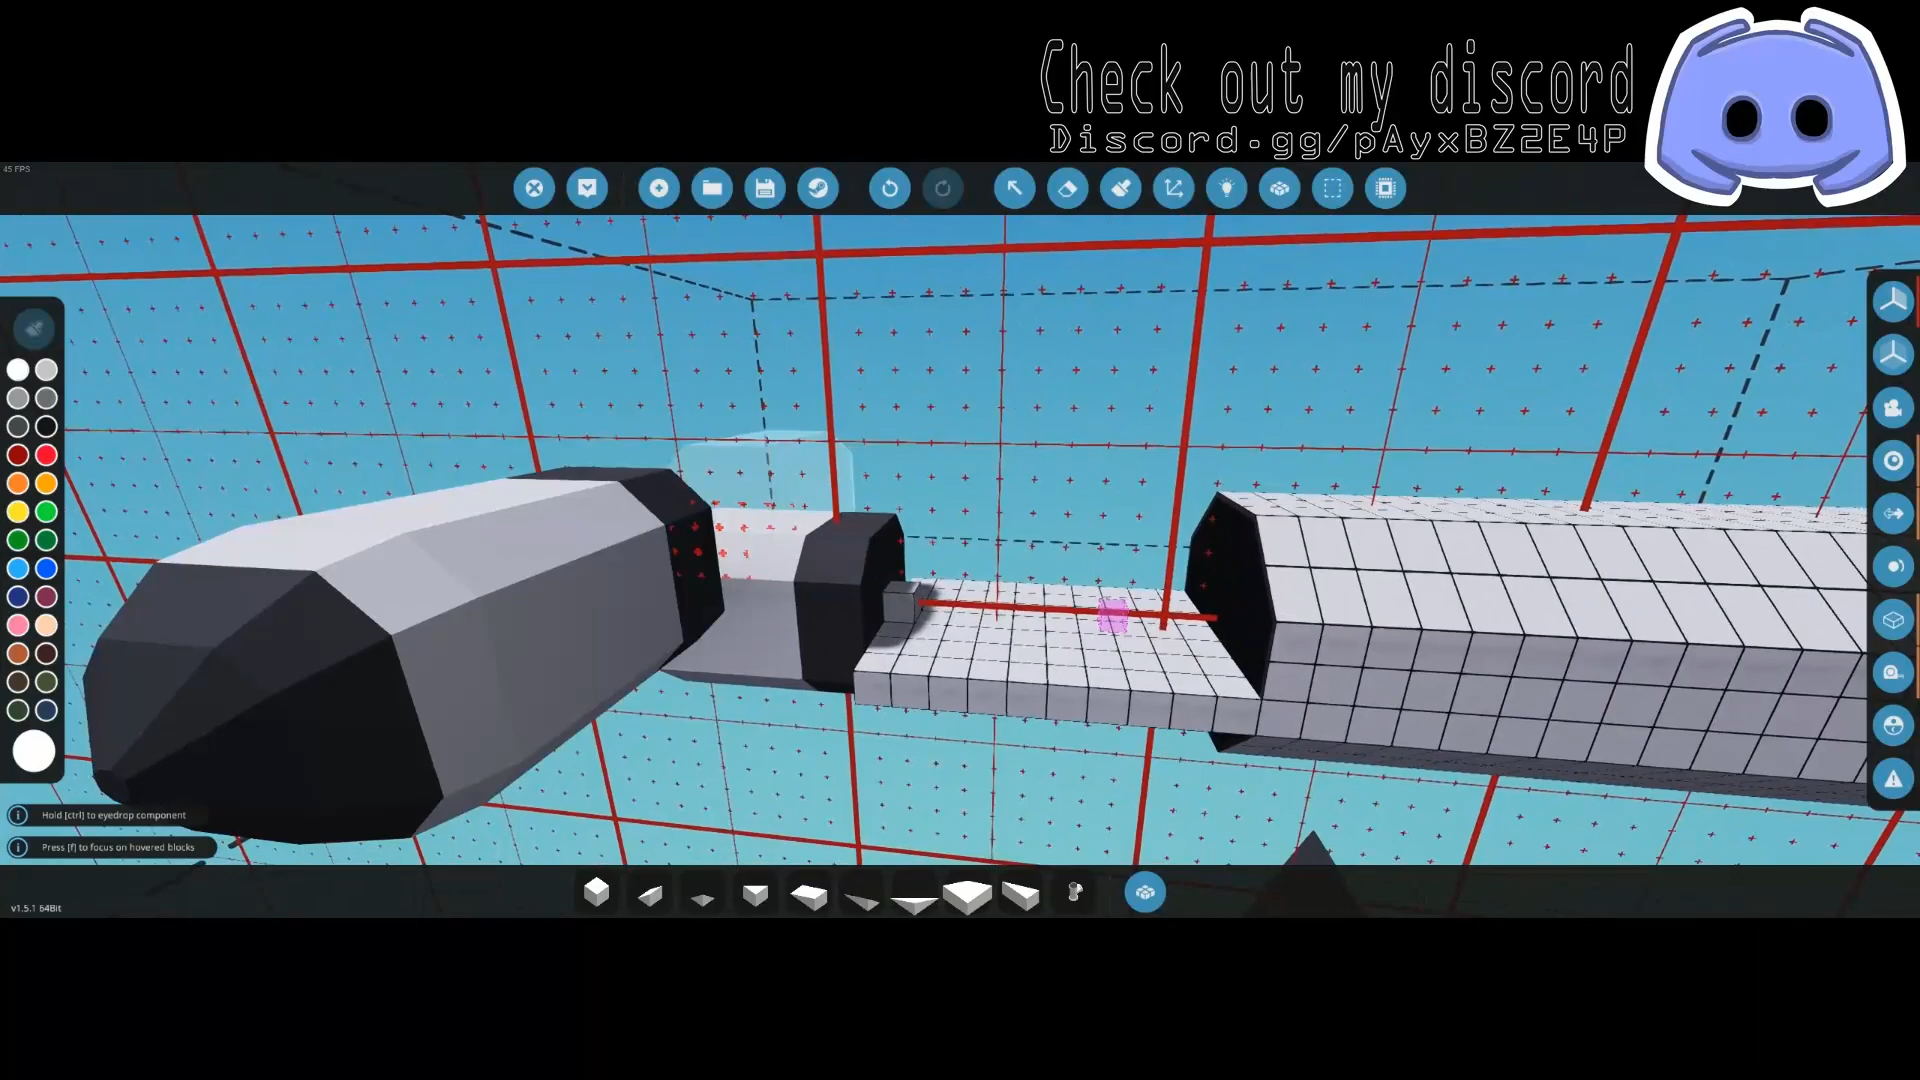 Check out my discord
Discord.gg/pAyxBZ2E4P
45 FPS
Hold [ctrl] to eyedrop component
Press [f] to focus on hovered blocks
v1.5.1 64Bit